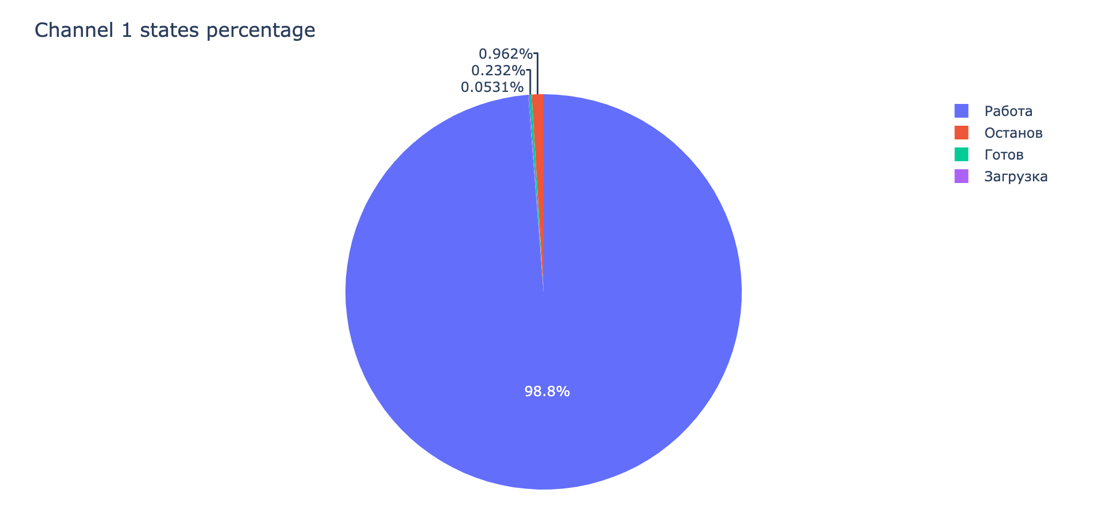 Channel 1 states percentage
0.962%
0.232%
0.0531%
98.8%
Работа
Останов
Готов
Загрузка